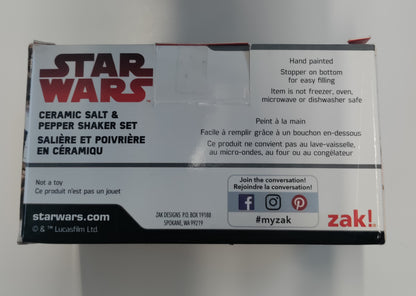 STAR
WARS
CERAMIC SALT &
PEPPER SHAKER SET
SALIÈRE ET POIVRIÈRE
EN CÉRAMIQU
Not a toy
Ce produit n'est pas un jouet
starwars.com
© & ™ Lucasfilm Ltd.
Hand painted
Stopper on bottom
for easy filling
Item is not freezer, oven,
microwave or dishwasher safe
Peint à la main
Facile à remplir grâce à un bouchon en-dessous
Ce produit ne convient pas au lave-vaisselle,
au micro-ondes, au four ou au congélateur
Join the conversation!
Rejoindre la conversation!
#myzak
ZAK DESIGNS P.O. BOX 19188
SPOKANE, WA 99219
zak!